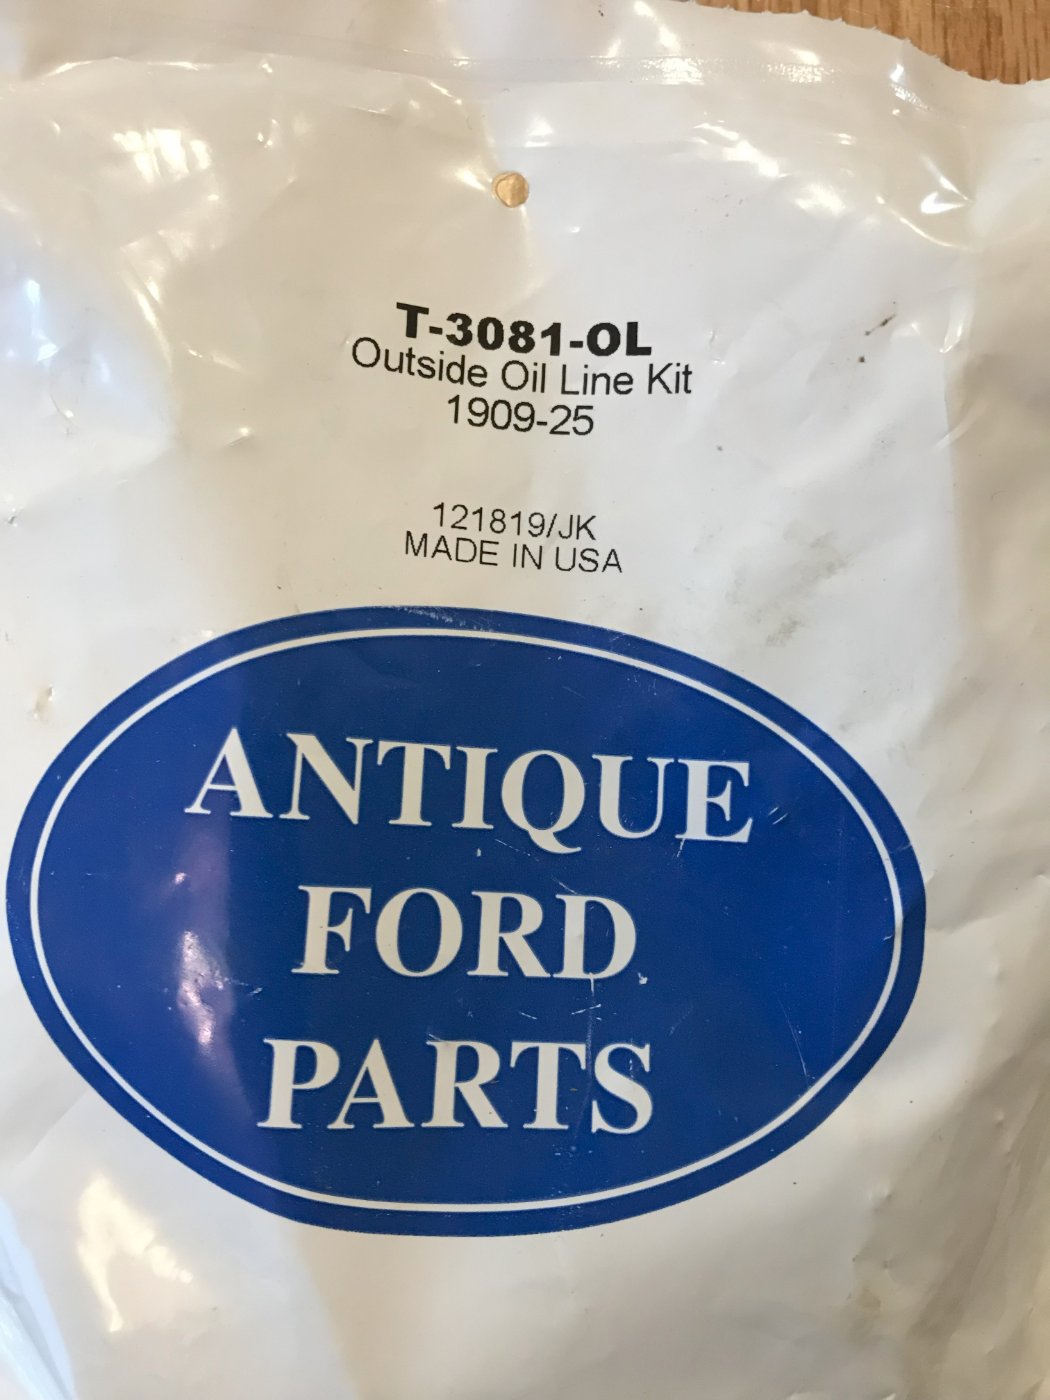 T-3081-OL
Outside Oil Line Kit
1909-25
121819/JK
MADE IN USA
ANTIQUE
FORD
PARTS